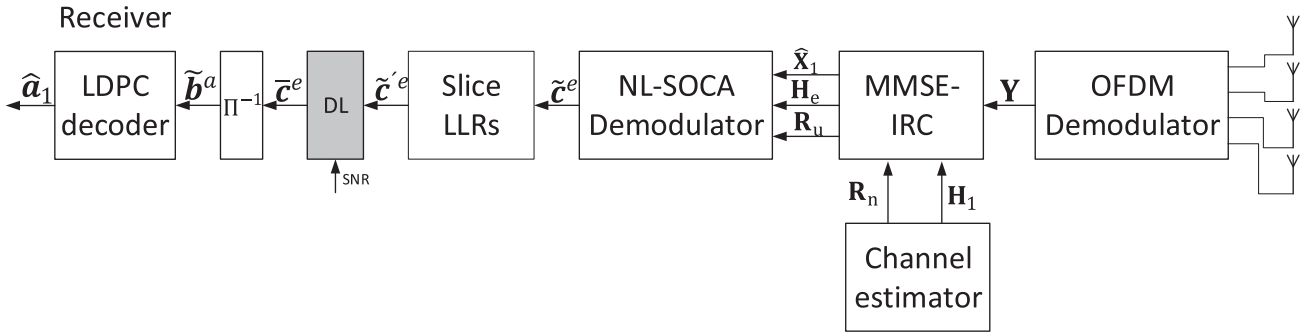 Receiver
â₁
LDPC
decoder
b̃ᵃ
Π⁻¹
c̄ᵉ
DL
SNR
c̃′ᵉ
Slice
LLRs
c̃ᵉ
NL-SOCA
Demodulator
X̂₁
Hₑ
Rᵤ
MMSE-
IRC
Y
OFDM
Demodulator
Rₙ
H₁
Channel
estimator